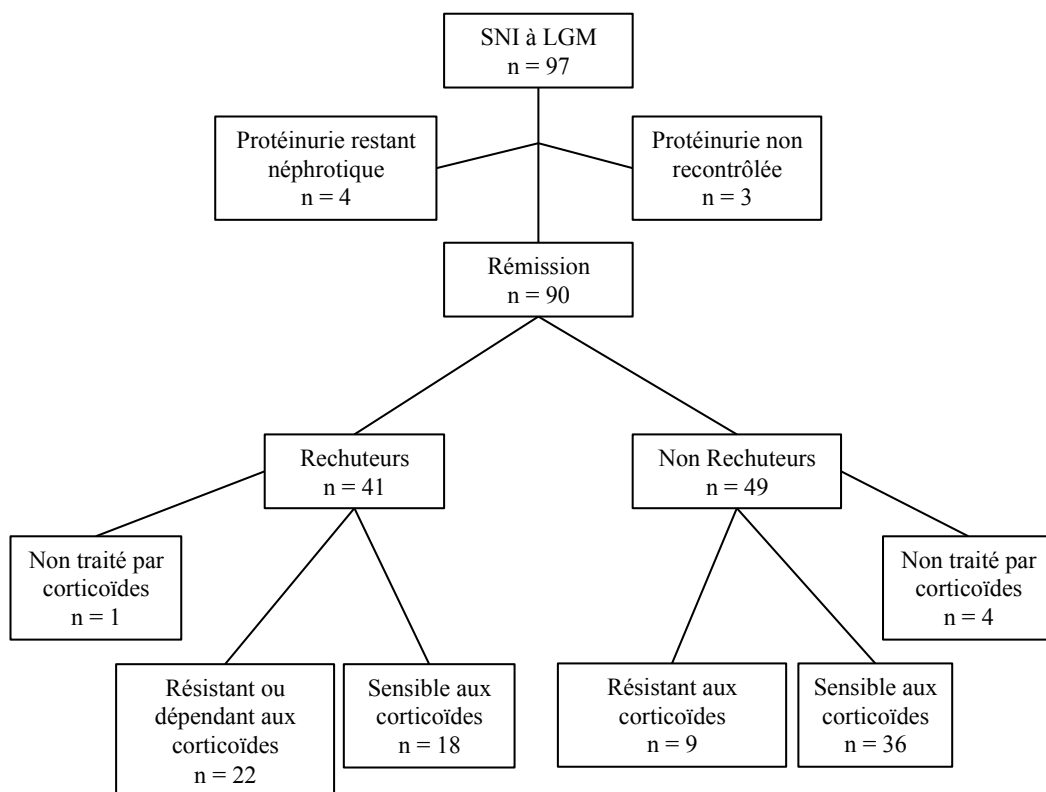 SNI à LGM
n = 97
Protéinurie restant
néphrotique
n = 4
Protéinurie non
recontrôlée
n = 3
Rémission
n = 90
Rechuteurs
n = 41
Non Rechuteurs
n = 49
Non traité par
corticoïdes
n = 1
Résistant ou
dépendant aux
corticoïdes
n = 22
Sensible aux
corticoïdes
n = 18
Résistant aux
corticoïdes
n = 9
Sensible aux
corticoïdes
n = 36
Non traité par
corticoïdes
n = 4